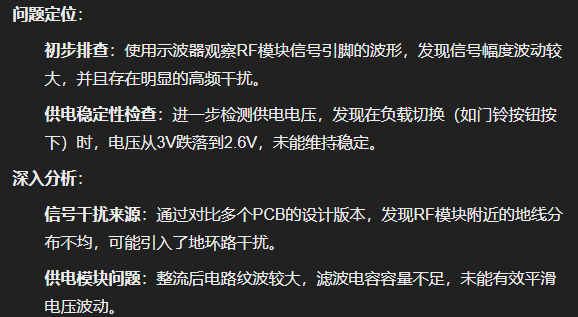 问题定位：
初步排查：使用示波器观察RF模块信号引脚的波形，发现信号幅度波动较
大，并且存在明显的高频干扰。
供电稳定性检查：进一步检测供电电压，发现在负载切换（如门铃按钮按
下）时，电压从3V跌落到2.6V，未能维持稳定。
深入分析：
信号干扰来源：通过对比多个PCB的设计版本，发现RF模块附近的地线分
布不均，可能引入了地环路干扰。
供电模块问题：整流后电路纹波较大，滤波电容容量不足，未能有效平滑
电压波动。